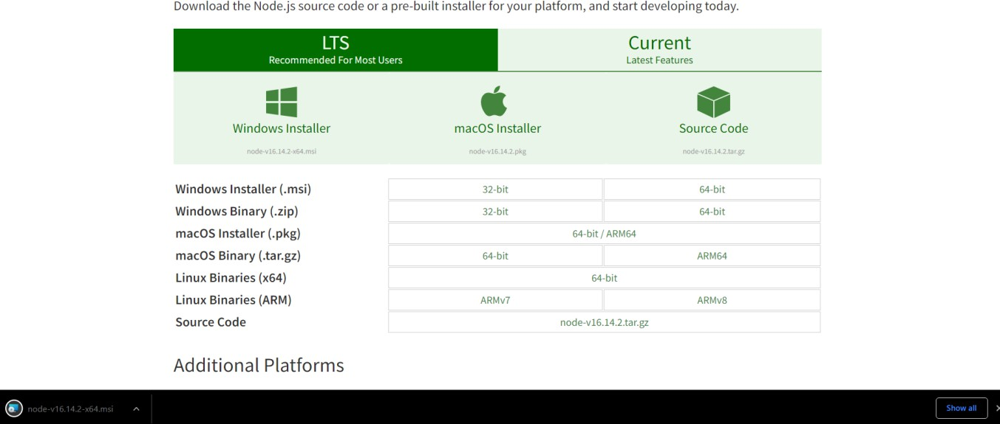 Download the Node.js source code or a pre-built installer for your platform, and start developing today.
LTS
Recommended For Most Users
Current
Latest Features
Windows Installer
node-v16.14.2-x64.msi
macOS Installer
node-v16.14.2.pkg
Source Code
node-v16.14.2.tar.gz
Windows Installer (.msi) 32-bit 64-bit
Windows Binary (.zip) 32-bit 64-bit
macOS Installer (.pkg) 64-bit / ARM64
macOS Binary (.tar.gz) 64-bit ARM64
Linux Binaries (x64) 64-bit
Linux Binaries (ARM) ARMv7 ARMv8
Source Code node-v16.14.2.tar.gz
Additional Platforms
node-v16.14.2-x64.msi Show all